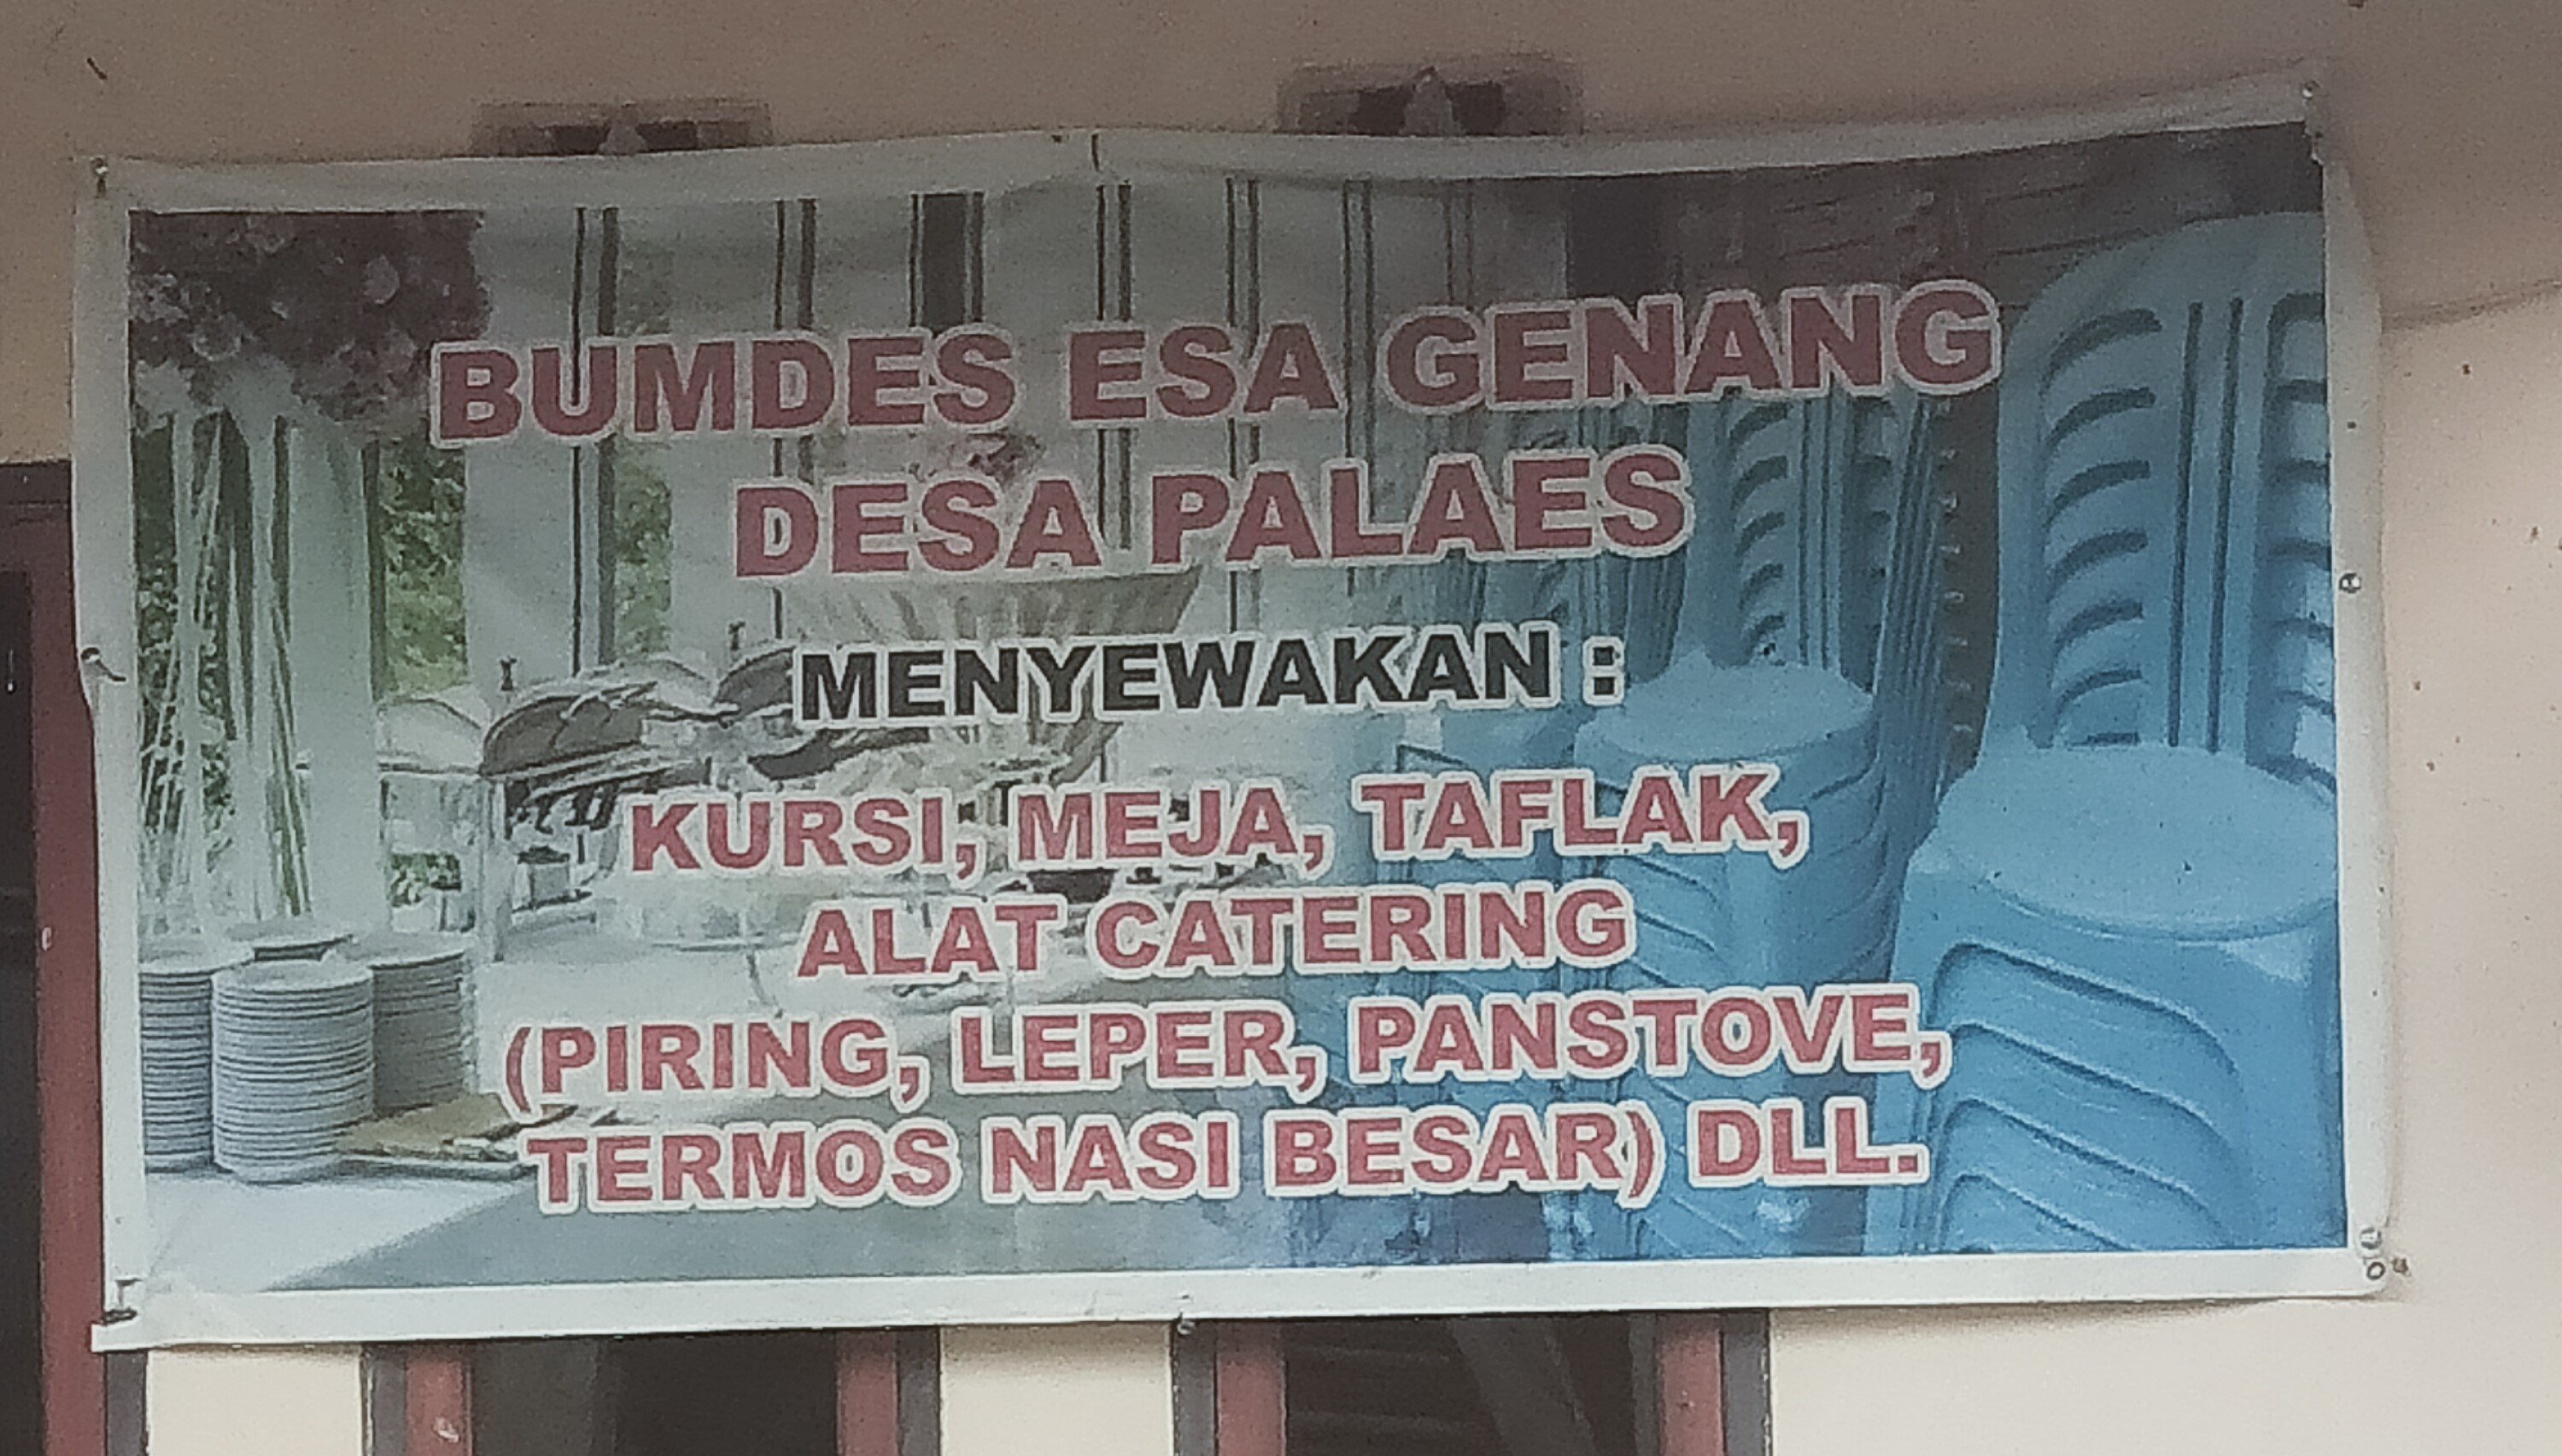 BUMDES ESA GENANG
DESA PALAES
MENYEWAKAN :
KURSI, MEJA, TAFLAK,
ALAT CATERING
(PIRING, LEPER, PANSTOVE,
TERMOS NASI BESAR) DLL.